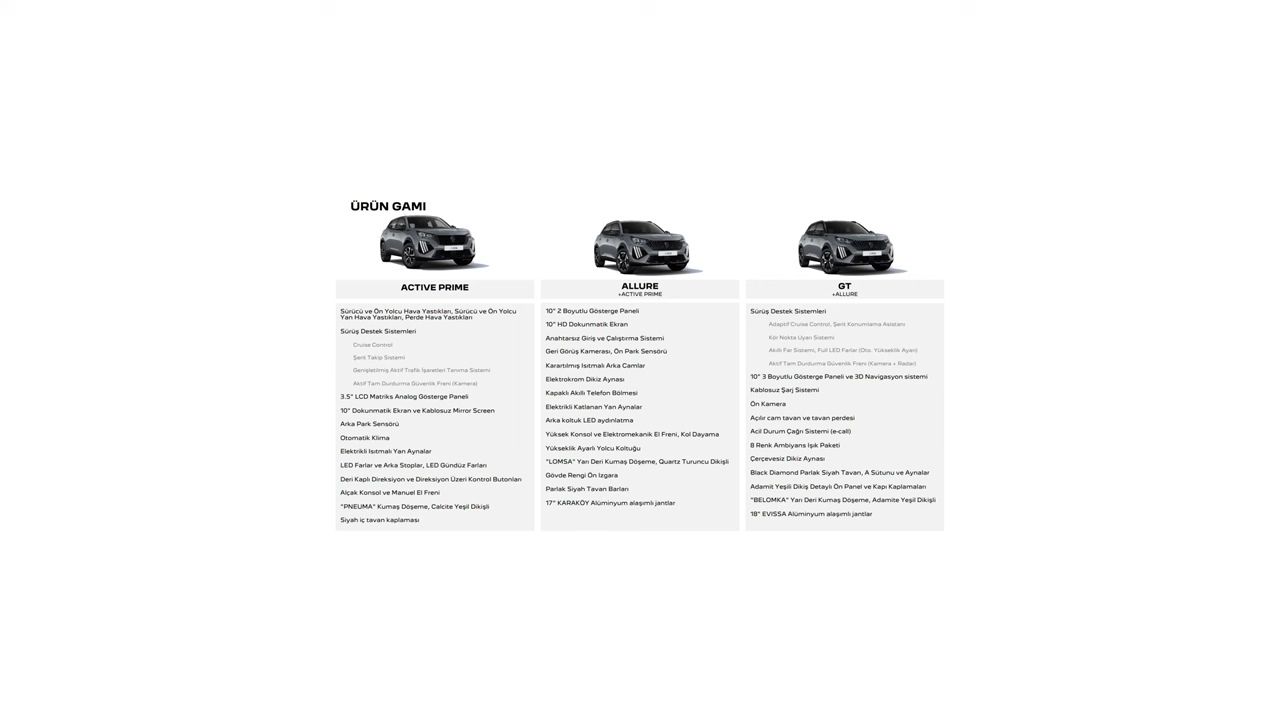 ÜRÜN GAMI
ACTIVE PRIME
Sürücü ve Ön Yolcu Hava Yastıkları, Sürücü ve Ön Yolcu
Yan Hava Yastıkları, Perde Hava Yastıkları
Sürüş Destek Sistemleri
Cruise Control
Şerit Takip Sistemi
Genişletilmiş Aktif Trafik İşaretleri Tanıma Sistemi
Aktif Tam Durdurma Güvenlik Freni (Kamera)
3.5" LCD Matriks Analog Gösterge Paneli
10" Dokunmatik Ekran ve Kablosuz Mirror Screen
Arka Park Sensörü
Otomatik Klima
Elektrikli Isıtmalı Yan Aynalar
LED Farlar ve Arka Stoplar, LED Gündüz Farları
Deri Kaplı Direksiyon ve Direksiyon Üzeri Kontrol Butonları
Alçak Konsol ve Manuel El Freni
"PNEUMA" Kumaş Döşeme, Calcite Yeşil Dikişli
Siyah iç tavan kaplaması
ALLURE
+ACTIVE PRIME
10" 2 Boyutlu Gösterge Paneli
10" HD Dokunmatik Ekran
Anahtarsız Giriş ve Çalıştırma Sistemi
Geri Görüş Kamerası, Ön Park Sensörü
Karartılmış Isıtmalı Arka Camlar
Elektrokrom Dikiz Aynası
Kapaklı Akıllı Telefon Bölmesi
Elektrikli Katlanan Yan Aynalar
Arka koltuk LED aydınlatma
Yüksek Konsol ve Elektromekanik El Freni, Kol Dayama
Yükseklik Ayarlı Yolcu Koltuğu
"LOMSA" Yarı Deri Kumaş Döşeme, Quartz Turuncu Dikişli
Gövde Rengi Ön Izgara
Parlak Siyah Tavan Barları
17" KARAKÖY Alüminyum alaşımlı jantlar
GT
+ALLURE
Sürüş Destek Sistemleri
Adaptif Cruise Control, Şerit Konumlama Asistanı
Kör Nokta Uyarı Sistemi
Akıllı Far Sistemi, Full LED Farlar (Oto. Yükseklik Ayarı)
Aktif Tam Durdurma Güvenlik Freni (Kamera + Radar)
10" 3 Boyutlu Gösterge Paneli ve 3D Navigasyon sistemi
Kablosuz Şarj Sistemi
Ön Kamera
Açılır cam tavan ve tavan perdesi
Acil Durum Çağrı Sistemi (e-call)
8 Renk Ambiyans Işık Paketi
Çerçevesiz Dikiz Aynası
Black Diamond Parlak Siyah Tavan, A Sütunu ve Aynalar
Adamit Yeşili Dikiş Detaylı Ön Panel ve Kapı Kaplamaları
"BELOMKA" Yarı Deri Kumaş Döşeme, Adamite Yeşil Dikişli
18" EVISSA Alüminyum alaşımlı jantlar